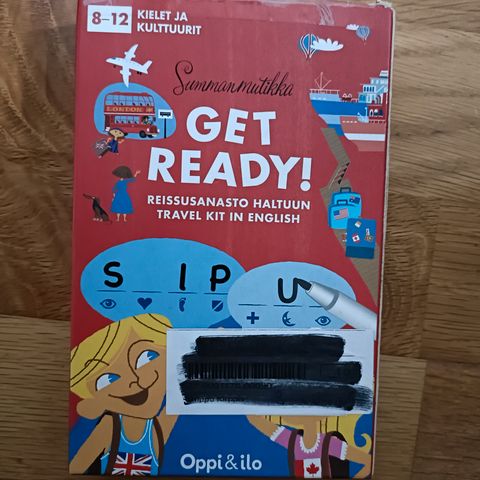 8–12
KIELET JA
KULTTUURIT
Summanmutikka
LONDON
GET
READY!
REISSUSANASTO HALTUUN
TRAVEL KIT IN ENGLISH
S I P U
Oppi&ilo